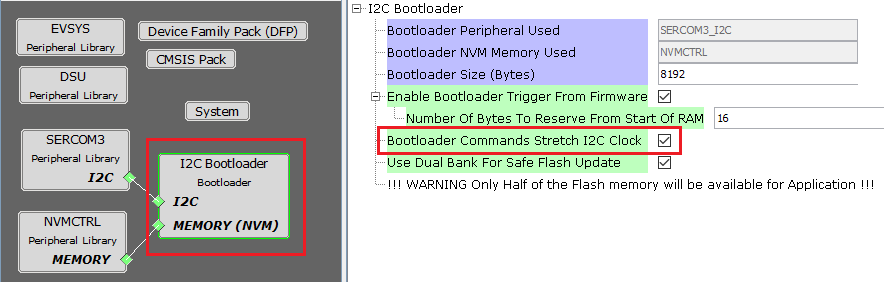 EVSYS
Peripheral Library
Device Family Pack (DFP)
CMSIS Pack
DSU
Peripheral Library
System
SERCOM3
Peripheral Library
I2C
I2C Bootloader
Bootloader
I2C
MEMORY (NVM)
NVMCTRL
Peripheral Library
MEMORY
I2C Bootloader
Bootloader Peripheral Used SERCOM3_I2C
Bootloader NVM Memory Used NVMCTRL
Bootloader Size (Bytes) 8192
Enable Bootloader Trigger From Firmware
Number Of Bytes To Reserve From Start Of RAM 16
Bootloader Commands Stretch I2C Clock
Use Dual Bank For Safe Flash Update
!!! WARNING Only Half of the Flash memory will be available for Application !!!